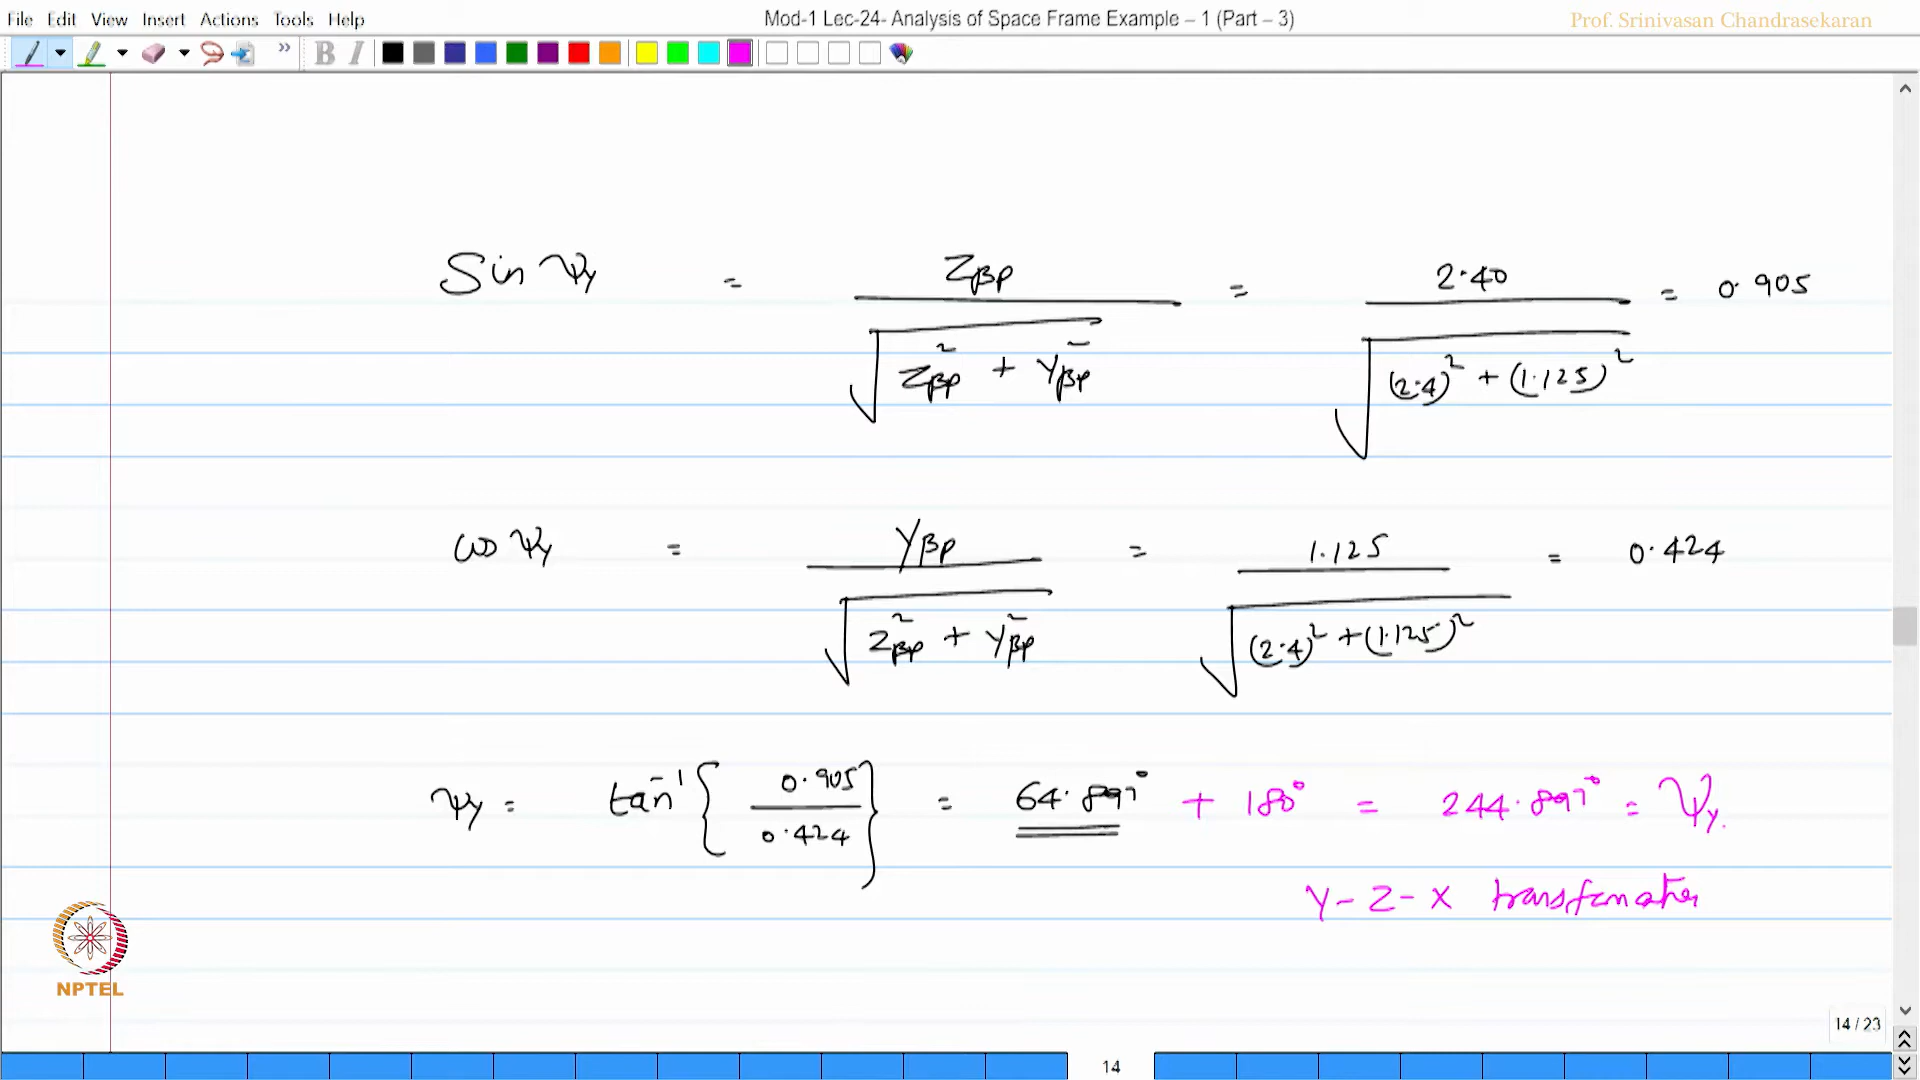 File Edit View Insert Actions Tools Help
Mod-1 Lec-24- Analysis of Space Frame Example – 1 (Part – 3)
Prof. Srinivasan Chandrasekaran
B I
Sin Ψy = Zβp / √(Zβp² + Yβp²) = 2.40 / √((2.4)² + (1.125)²) = 0.905
cos Ψy = Yβp / √(Zβp² + Yβp²) = 1.125 / √((2.4)² + (1.125)²) = 0.424
Ψy = tan⁻¹ { 0.905 / 0.424 } = 64.897° + 180° = 244.897° = Ψy.
Y-Z-X transformation
NPTEL
14 / 23
14